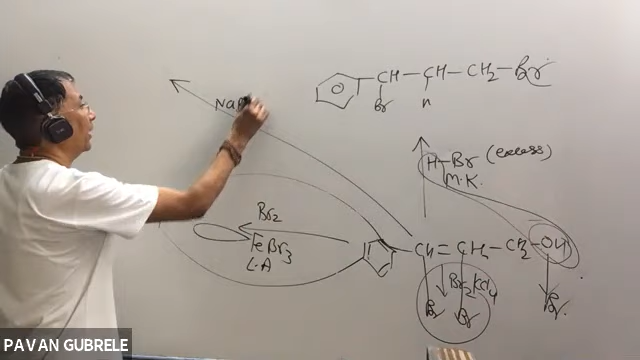 CH — CH — CH2 — Br
Br
n
NaB
H — Br (excess)
M.K.
Br2
FeBr3
L.A
CH = CH — CH2 — OH
Br2
Br Br Br
PAVAN GUBRELE